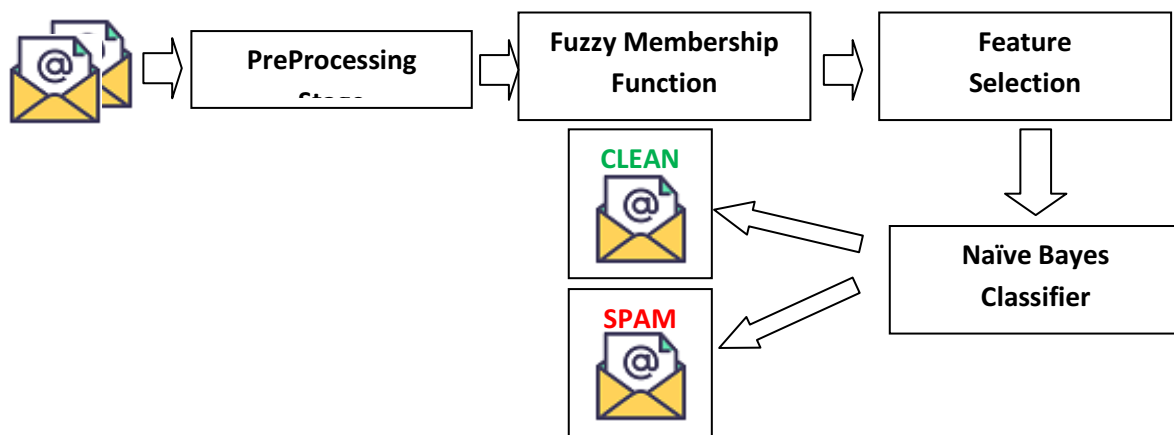 PreProcessing
Fuzzy Membership
Function
Feature
Selection
CLEAN
@
Naïve Bayes
Classifier
SPAM
@
@